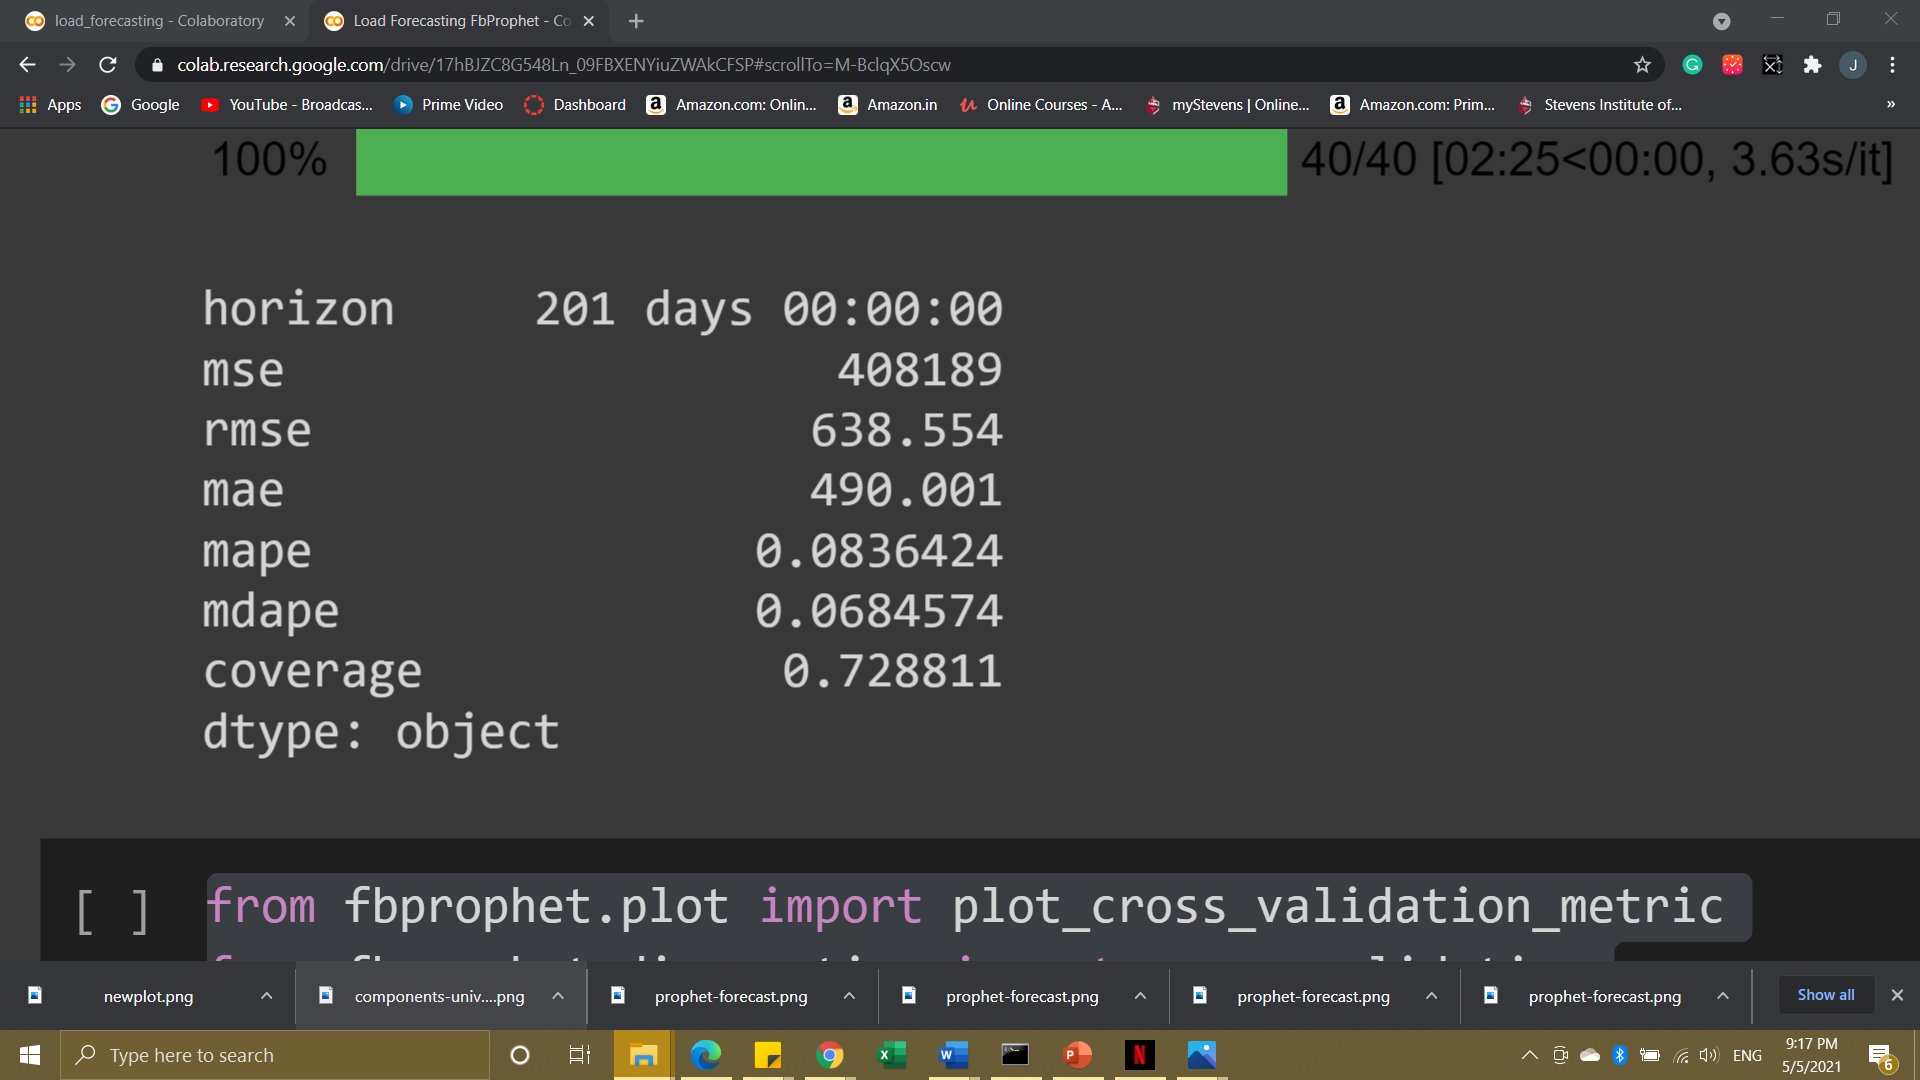 load_forecasting - Colaboratory
Load Forecasting FbProphet - Co
colab.research.google.com/drive/17hBJZC8G548Ln_09FBXENYiuZWAkCFSP#scrollTo=M-BclqX5Oscw
Apps Google YouTube - Broadcas... Prime Video Dashboard Amazon.com: Onlin... Amazon.in Online Courses - A... myStevens | Online... Amazon.com: Prim... Stevens Institute of... »
100% 40/40 [02:25<00:00, 3.63s/it]
horizon 201 days 00:00:00
mse 408189
rmse 638.554
mae 490.001
mape 0.0836424
mdape 0.0684574
coverage 0.728811
dtype: object
[ ] from fbprophet.plot import plot_cross_validation_metric
newplot.png components-univ....png prophet-forecast.png prophet-forecast.png prophet-forecast.png prophet-forecast.png Show all
Type here to search
ENG
9:17 PM
5/5/2021
6